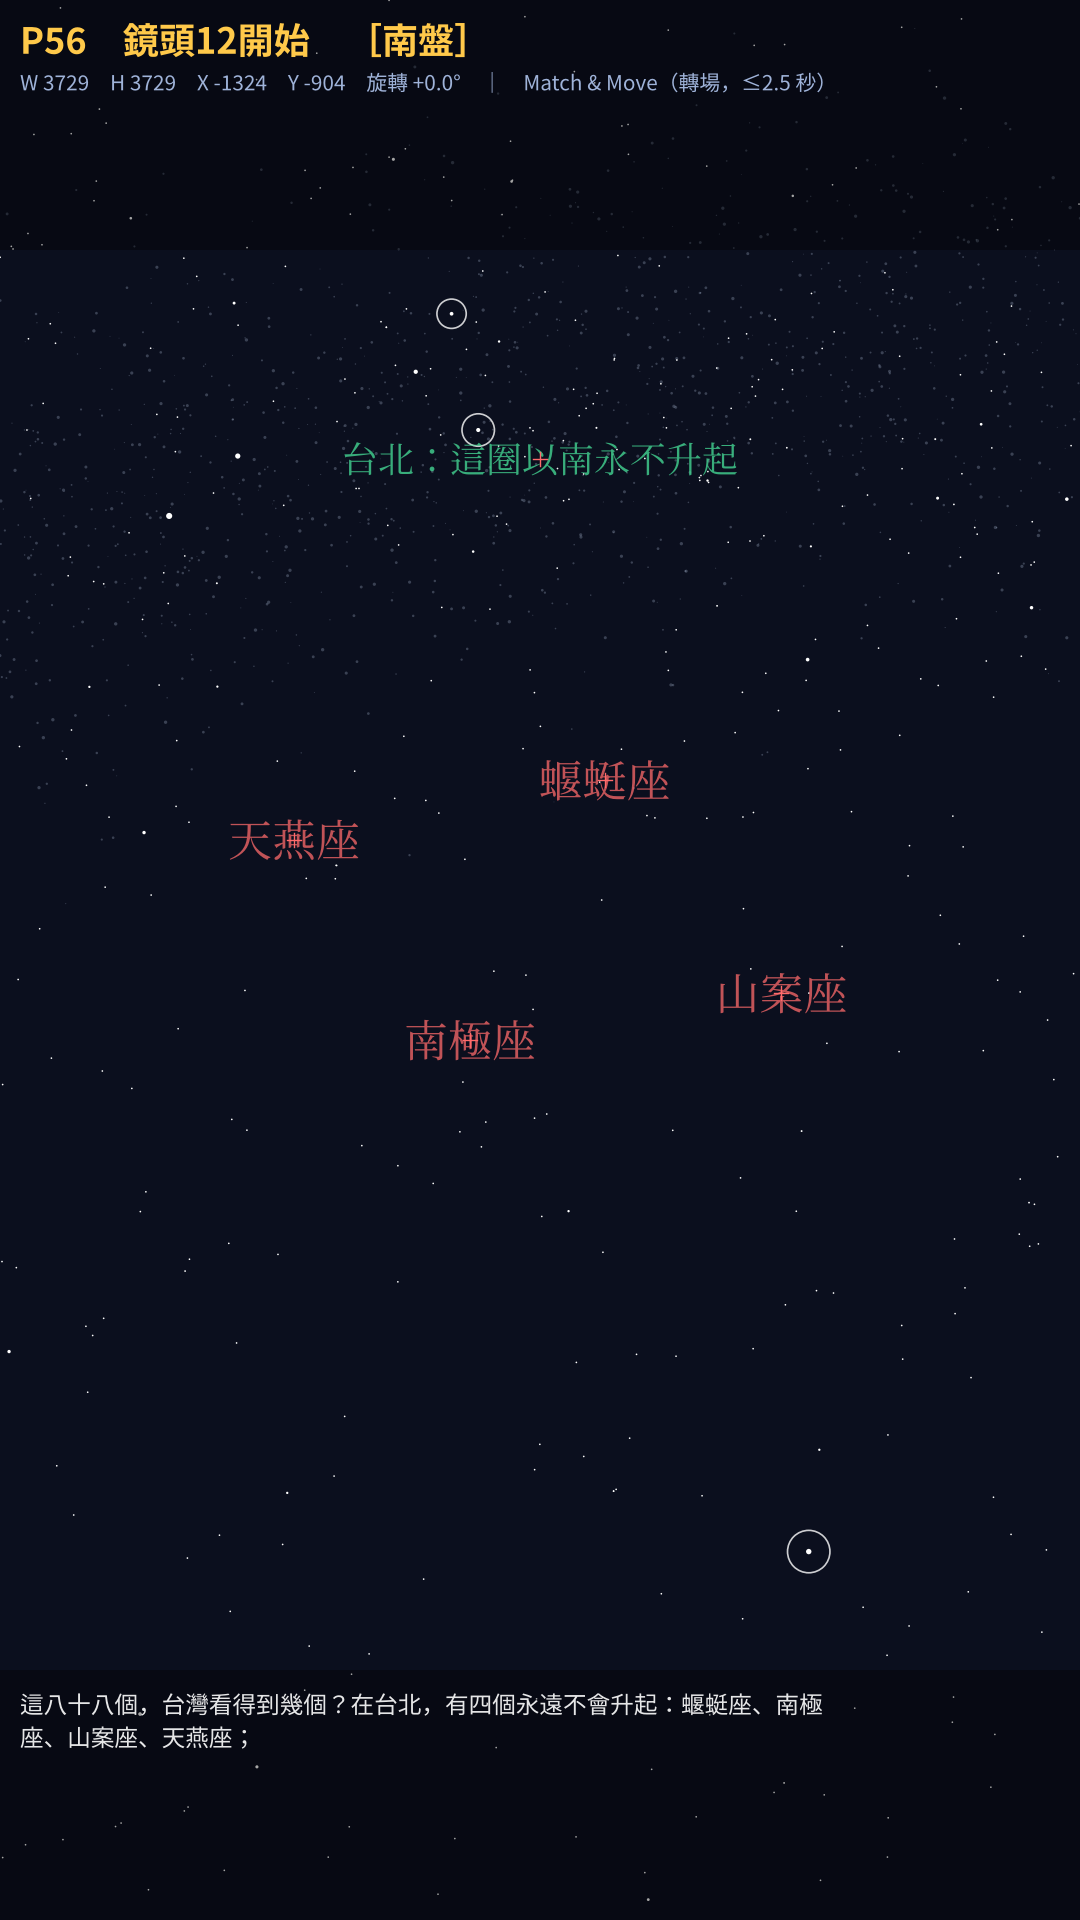 P56 鏡頭12開始 [南盤]
W 3729 H 3729 X -1324 Y -904 旋轉 +0.0° | Match & Move（轉場，≤2.5 秒）
台北：這圈以南永不升起
蝘蜓座
天燕座
山案座
南極座
這八十八個，台灣看得到幾個？在台北，有四個永遠不會升起：蝘蜓座、南極
座、山案座、天燕座；